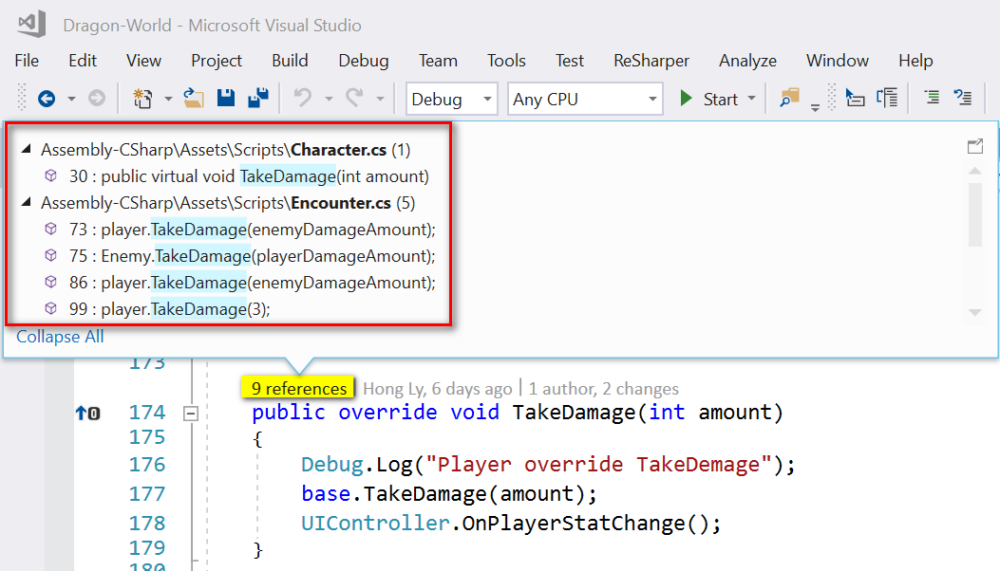 Dragon-World - Microsoft Visual Studio
File Edit View Project Build Debug Team Tools Test ReSharper Analyze Window Help
Debug Any CPU Start
Assembly-CSharp\Assets\Scripts\Character.cs (1)
30 : public virtual void TakeDamage(int amount)
Assembly-CSharp\Assets\Scripts\Encounter.cs (5)
73 : player.TakeDamage(enemyDamageAmount);
75 : Enemy.TakeDamage(playerDamageAmount);
86 : player.TakeDamage(enemyDamageAmount);
99 : player.TakeDamage(3);
Collapse All
173
9 references | Hong Ly, 6 days ago | 1 author, 2 changes
174 public override void TakeDamage(int amount)
175 {
176 Debug.Log("Player override TakeDemage");
177 base.TakeDamage(amount);
178 UIController.OnPlayerStatChange();
179 }
180